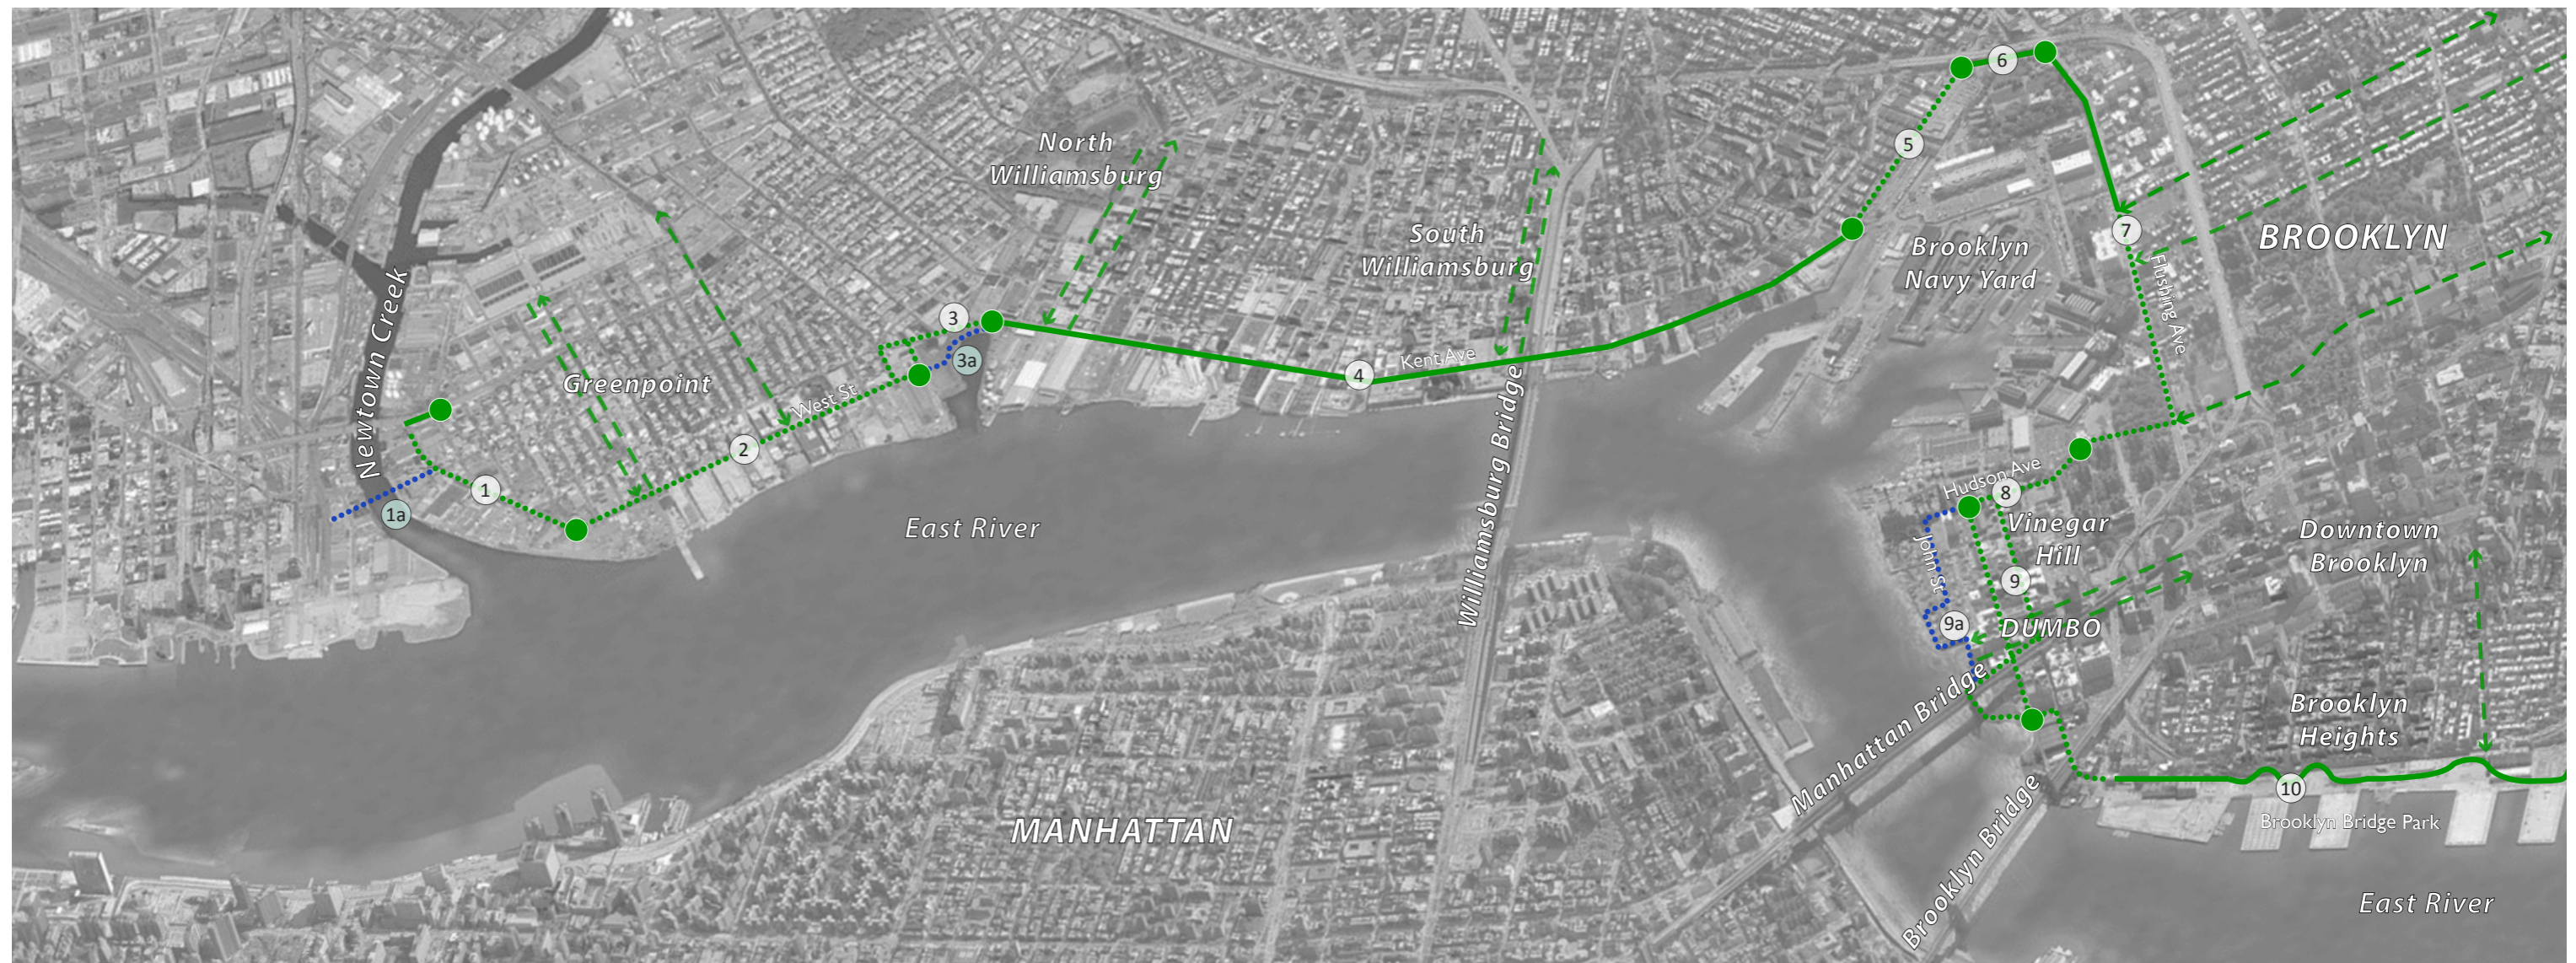 6
North
Williamsburg
5
South
Williamsburg
7
BROOKLYN
Brooklyn
Navy Yard
Flushing Ave
Newtown Creek
3
3a
Kent Ave
4
Greenpoint
West St
2
1
1a
East River
Williamsburg Bridge
Hudson Ave
8
Vinegar
Hill
John St
9
9a
DUMBO
Downtown
Brooklyn
Manhattan Bridge
Brooklyn
Heights
10
Brooklyn Bridge Park
MANHATTAN
Brooklyn Bridge
East River